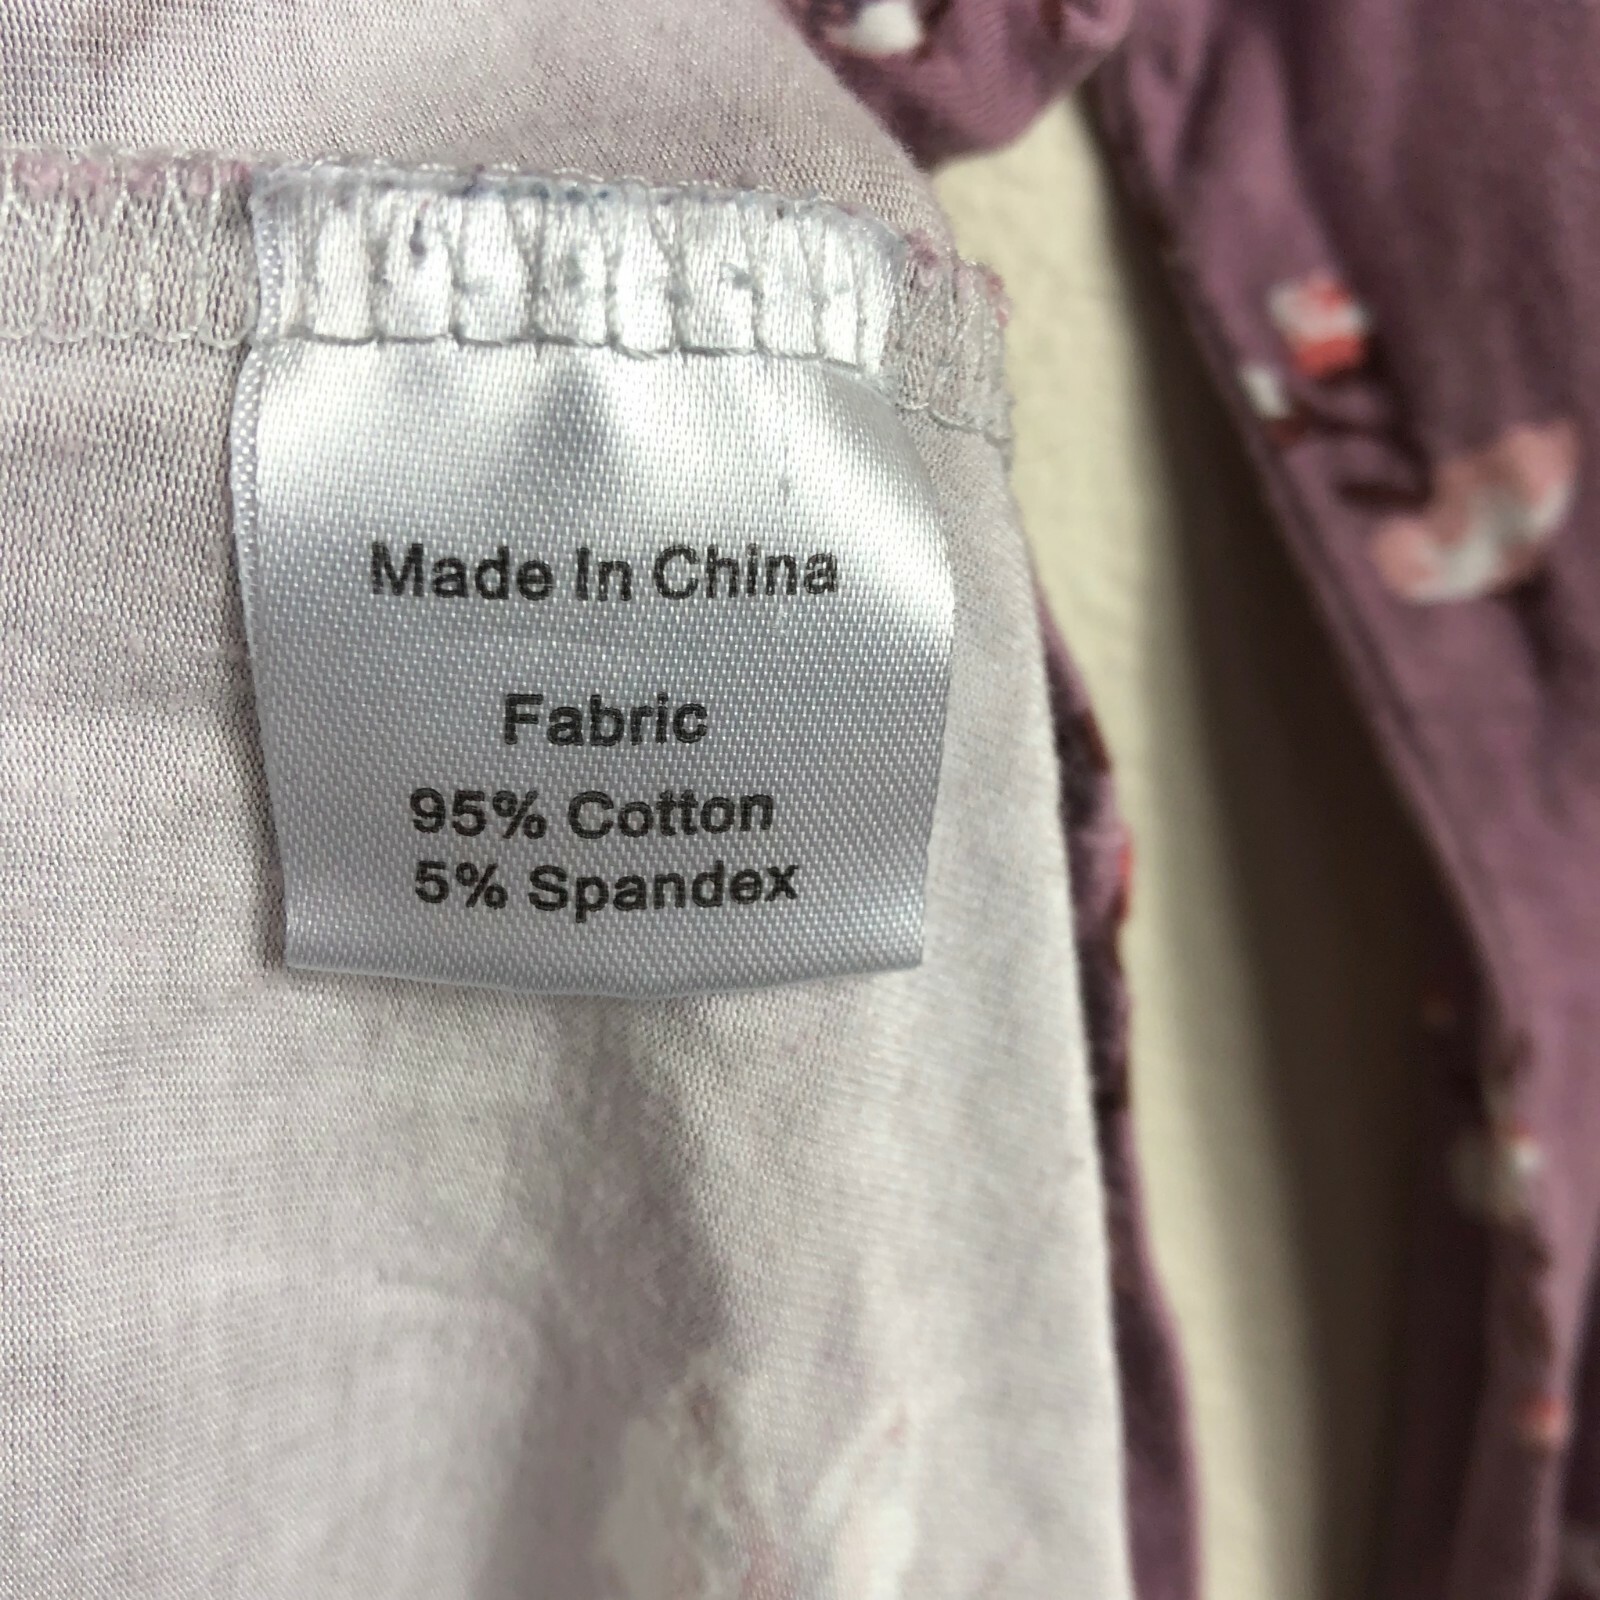 Made In China
Fabric
95% Cotton
5% Spandex